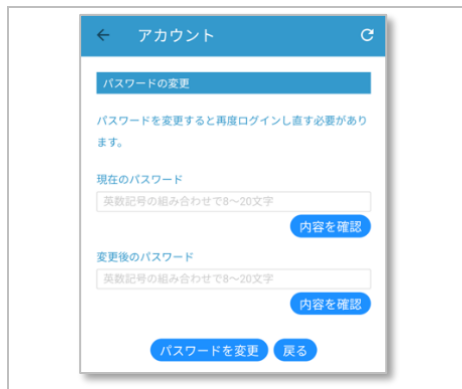 アカウント
パスワードの変更
パスワードを変更すると再度ログインし直す必要があり
ます。
現在のパスワード
英数記号の組み合わせで8～20文字
内容を確認
変更後のパスワード
英数記号の組み合わせで8～20文字
内容を確認
パスワードを変更 戻る